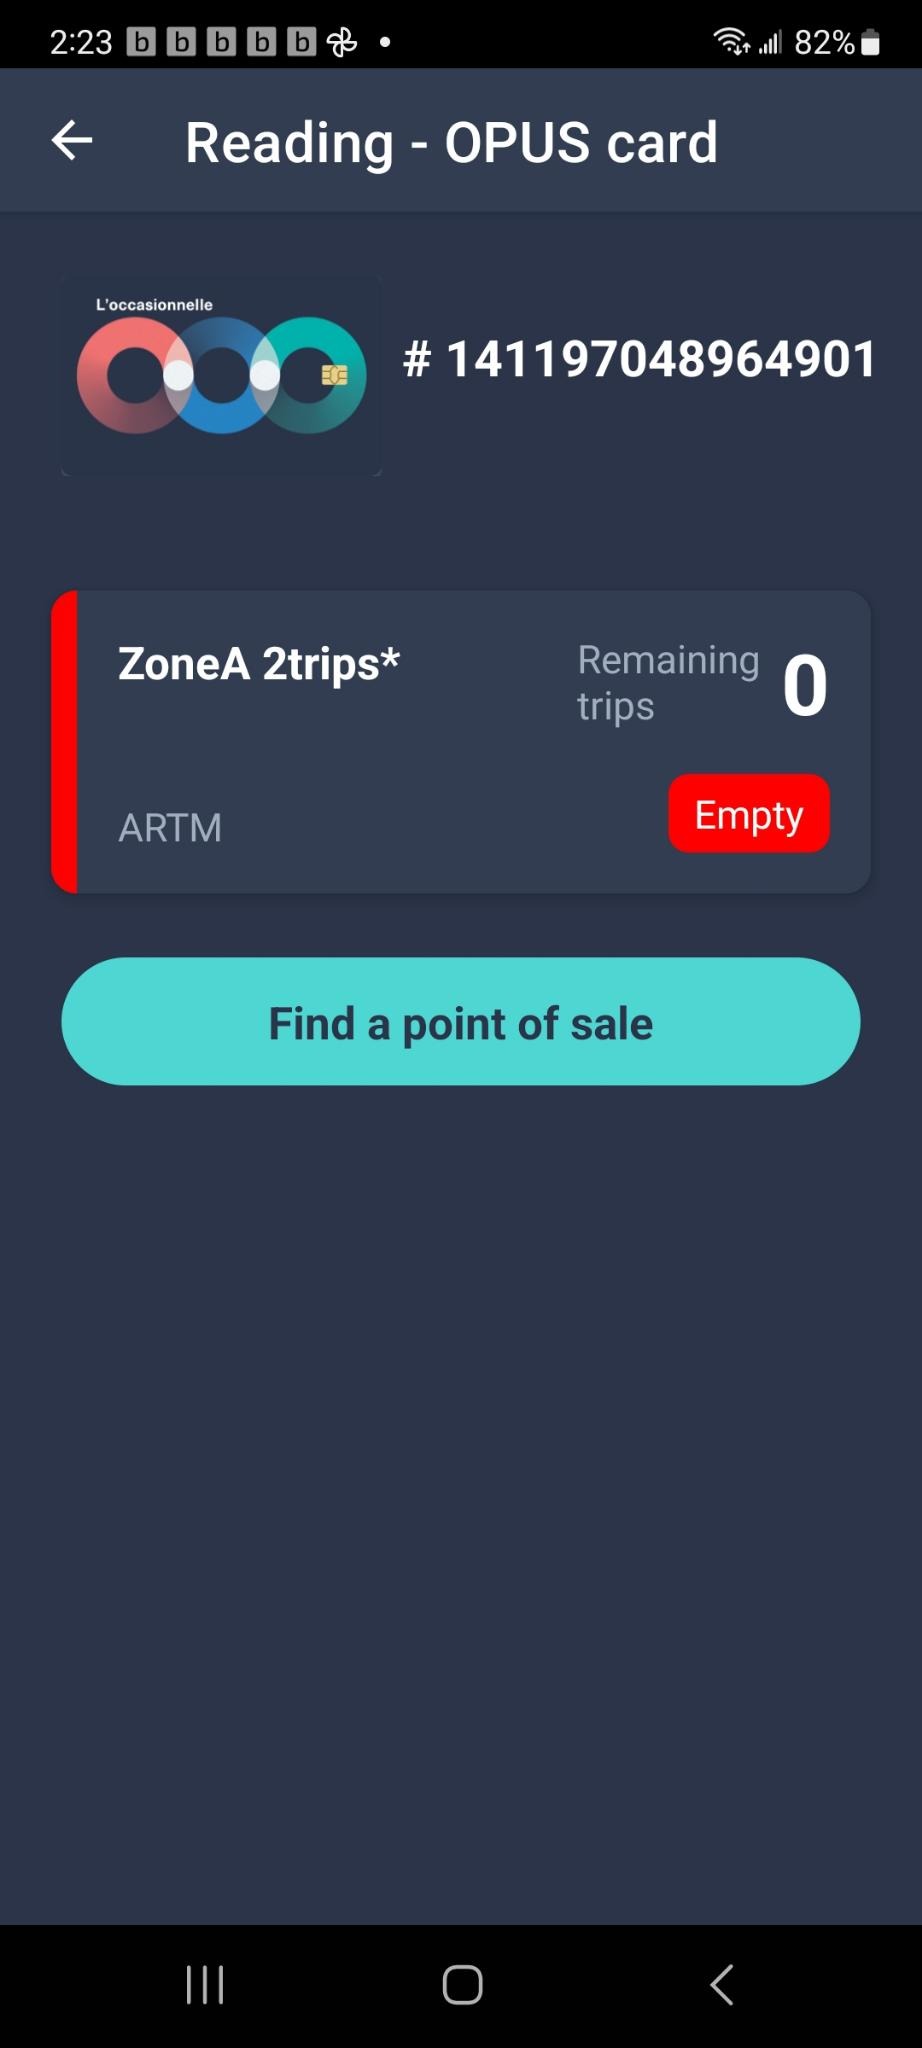 2:23 b b b b b 82%
Reading - OPUS card
L'occasionnelle
# 141197048964901
ZoneA 2trips*
Remaining
trips
0
ARTM
Empty
Find a point of sale